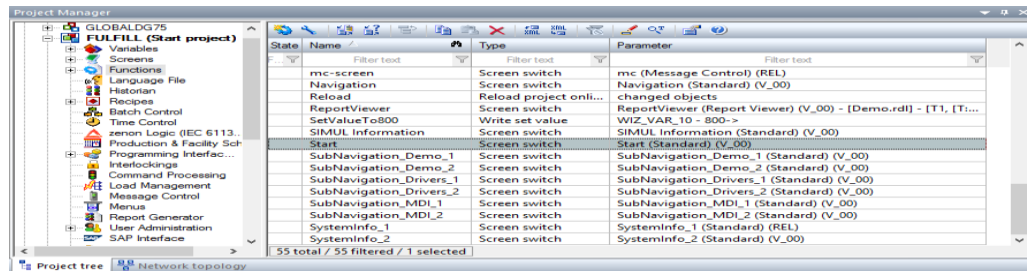 Project Manager
GLOBALDG75
FULFILL (Start project)
Variables
Screens
Functions
Language File
Historian
Recipes
Batch Control
Time Control
zenon Logic (IEC 6113..
Production & Facility Sch
Programming Interfac...
Interlockings
Command Processing
Load Management
Message Control
Menus
Report Generator
User Administration
SAP Interface
State Name Type Parameter
F... Filter text Filter text Filter text
mc-screen Screen switch mc (Message Control) (REL)
Navigation Screen switch Navigation (Standard) (V_00)
Reload Reload project onli... changed objects
ReportViewer Screen switch ReportViewer (Report Viewer) (V_00) - [Demo.rdl] - [T1, [T:...
SetValueTo800 Write set value WIZ_VAR_10 - 800->
SIMUL Information Screen switch SIMUL Information (Standard) (V_00)
Start Screen switch Start (Standard) (V_00)
SubNavigation_Demo_1 Screen switch SubNavigation_Demo_1 (Standard) (V_00)
SubNavigation_Demo_2 Screen switch SubNavigation_Demo_2 (Standard) (V_00)
SubNavigation_Drivers_1 Screen switch SubNavigation_Drivers_1 (Standard) (V_00)
SubNavigation_Drivers_2 Screen switch SubNavigation_Drivers_2 (Standard) (V_00)
SubNavigation_MDI_1 Screen switch SubNavigation_MDI_1 (Standard) (V_00)
SubNavigation_MDI_2 Screen switch SubNavigation_MDI_2 (Standard) (V_00)
SystemInfo_1 Screen switch SystemInfo_1 (Standard) (REL)
SystemInfo_2 Screen switch SystemInfo_2 (Standard) (V_00)
55 total / 55 filtered / 1 selected
Project tree Network topology